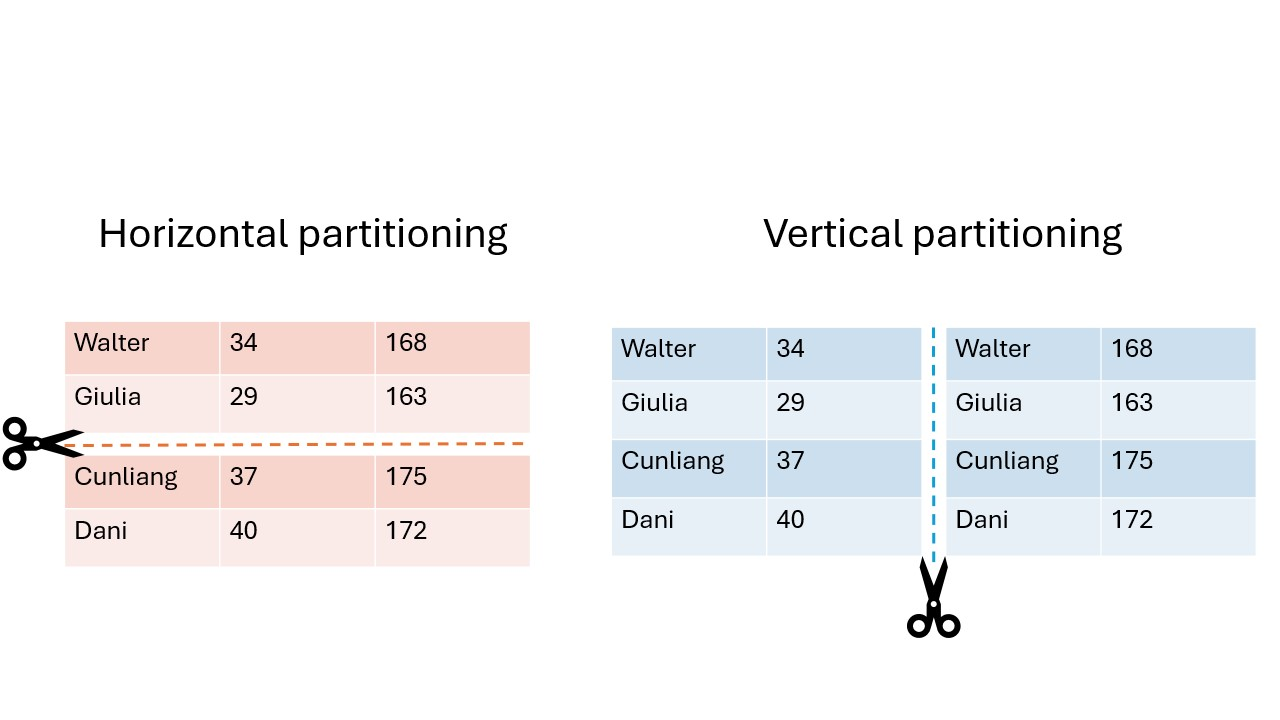 Horizontal partitioning
Walter 34 168
Giulia 29 163
Cunliang 37 175
Dani 40 172
Vertical partitioning
Walter 34 Walter 168
Giulia 29 Giulia 163
Cunliang 37 Cunliang 175
Dani 40 Dani 172